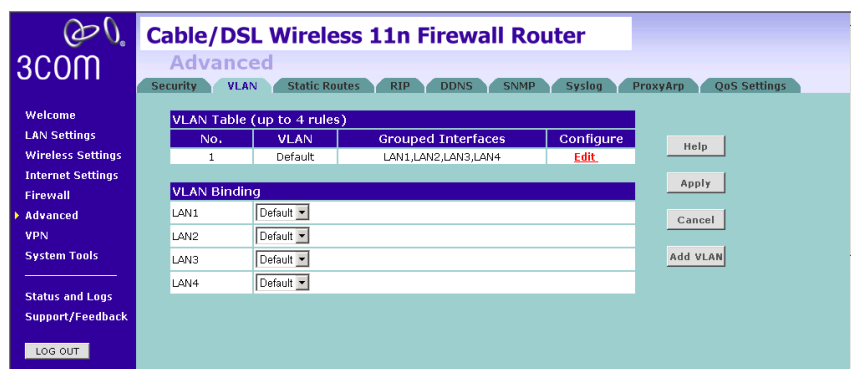 3COM
Cable/DSL Wireless 11n Firewall Router
Advanced
Security VLAN Static Routes RIP DDNS SNMP Syslog ProxyArp QoS Settings
Welcome
LAN Settings
Wireless Settings
Internet Settings
Firewall
Advanced
VPN
System Tools
Status and Logs
Support/Feedback
LOG OUT
VLAN Table (up to 4 rules)
No. VLAN Grouped Interfaces Configure
1 Default LAN1,LAN2,LAN3,LAN4 Edit
VLAN Binding
LAN1 Default
LAN2 Default
LAN3 Default
LAN4 Default
Help
Apply
Cancel
Add VLAN